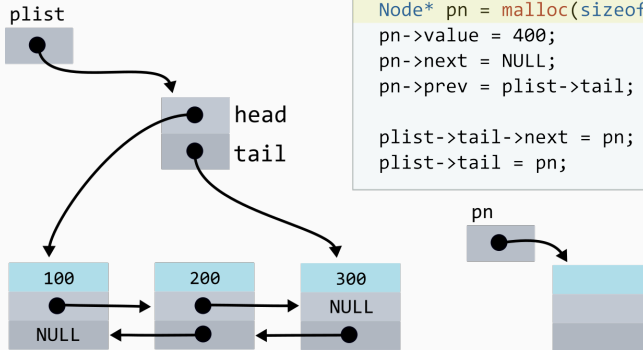 plist
Node* pn = malloc(sizeof
pn->value = 400;
pn->next = NULL;
pn->prev = plist->tail;
plist->tail->next = pn;
plist->tail = pn;
head
tail
pn
100 200 300
NULL
NULL